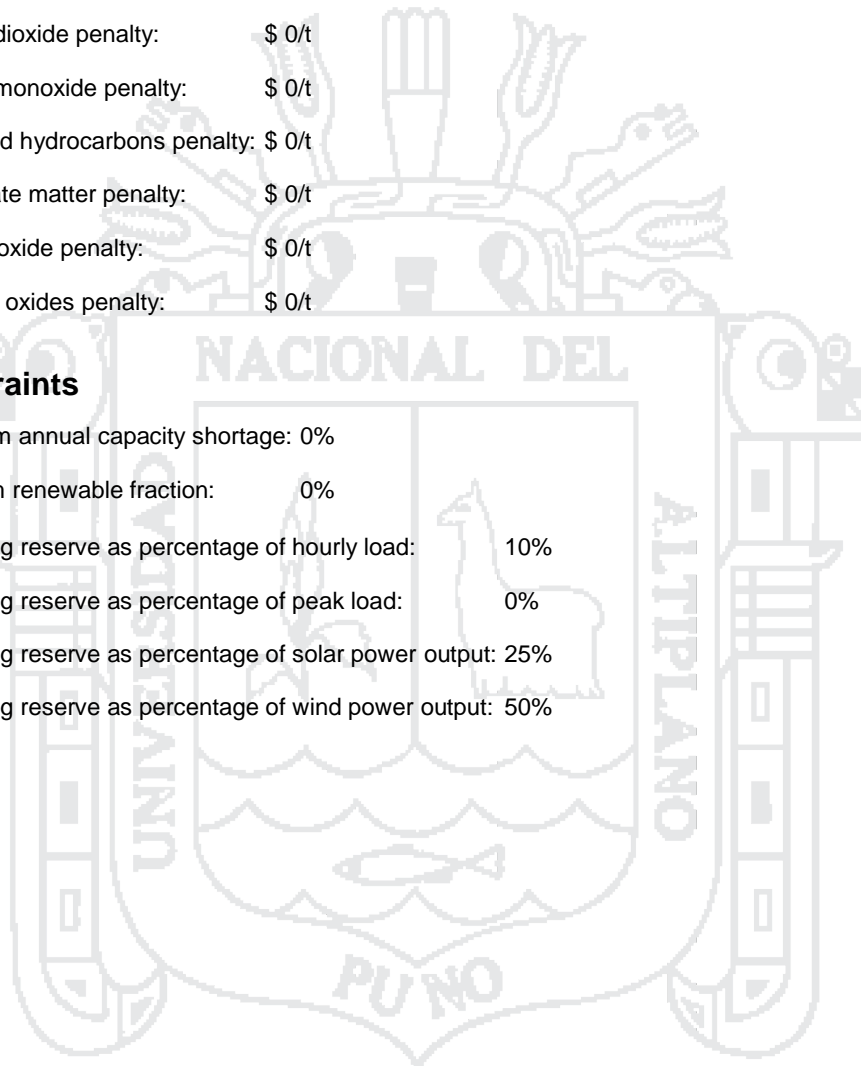 dioxide penalty: $ 0/t
monoxide penalty: $ 0/t
d hydrocarbons penalty: $ 0/t
te matter penalty: $ 0/t
oxide penalty: $ 0/t
oxides penalty: $ 0/t
NACIONAL DEL
raints
m annual capacity shortage: 0%
n renewable fraction: 0%
g reserve as percentage of hourly load: 10%
g reserve as percentage of peak load: 0%
g reserve as percentage of solar power output: 25%
g reserve as percentage of wind power output: 50%
UNIVERSIDAD
ALTIPLANO
PUNO